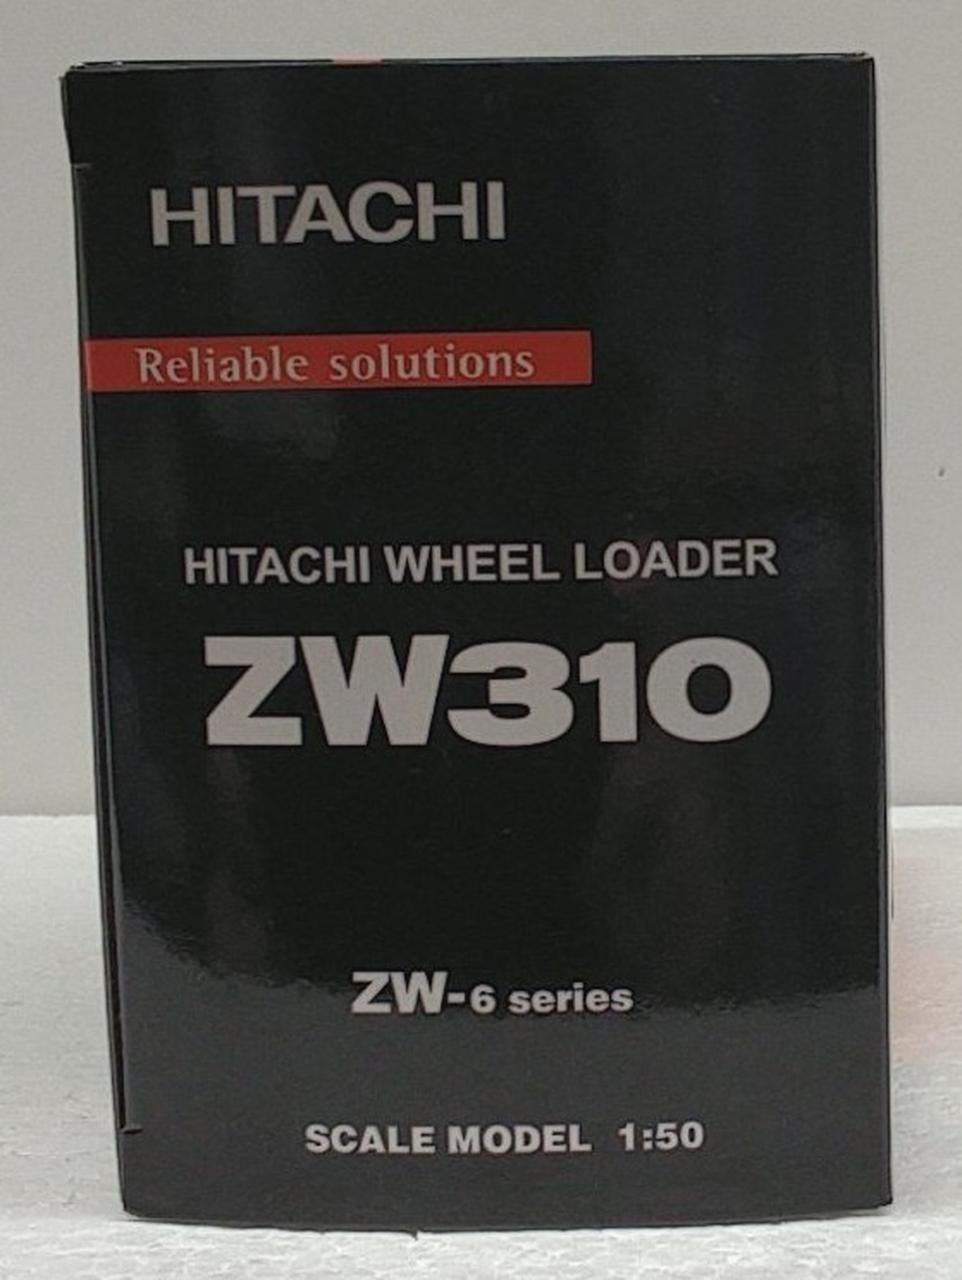 HITACHI
Reliable solutions
HITACHI WHEEL LOADER
ZW310
ZW-6 series
SCALE MODEL 1:50